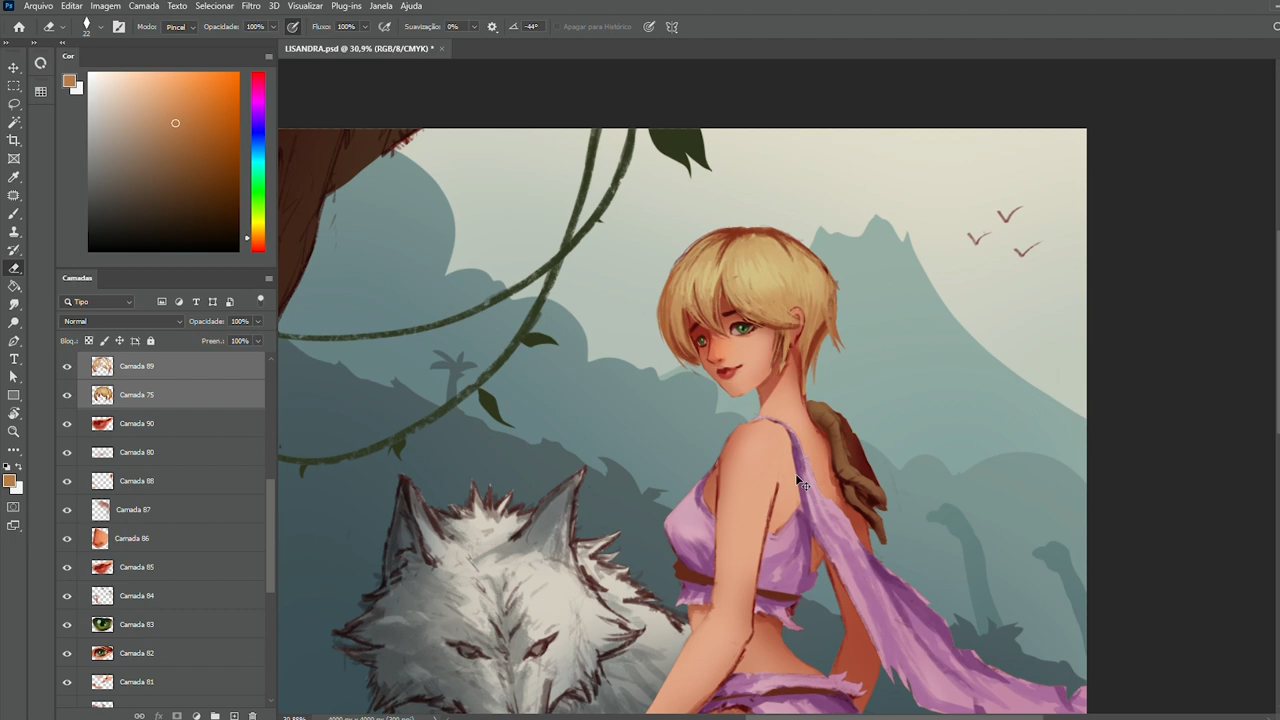 Ps Arquivo Editar Imagem Camada Texto Selecionar Filtro 3D Visualizar Plug-ins Janela Ajuda
22 Modo: Pincel Opacidade: 100% Fluxo: 100% Suavização: 0% -44° Apagar para Histórico
LISANDRA.psd @ 30,9% (RGB/8/CMYK) * ×
Cor
Camadas
Tipo
Normal Opacidade: 100%
Bloq.: Preen.: 100%
Camada 89
Camada 75
Camada 90
Camada 80
Camada 88
Camada 87
Camada 86
Camada 85
Camada 84
Camada 83
Camada 82
Camada 81